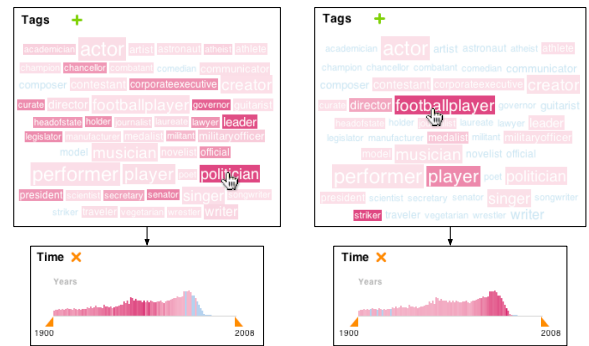 Tags +
academician actor artist astronaut atheist athlete
champion chancellor combatant comedian communicator
composer contestant corporateexecutive creator
curate director footballplayer governor guitarist
headofstate holder journalist laureate lawyer leader
legislator manufacturer medalist militant militaryofficer
model musician novelist official
performer player poet politician
president scientist secretary senator singer songwriter
striker traveler vegetarian wrestler writer
Time ×
Years
1900 2008
Tags +
academician actor artist astronaut atheist athlete
champion chancellor combatant comedian communicator
composer contestant corporateexecutive creator
curate director footballplayer governor guitarist
headofstate holder laureate lawyer leader
legislator manufacturer medalist militant militaryofficer
model musician novelist official
performer player poet politician
president scientist secretary senator singer songwriter
striker traveler vegetarian wrestler writer
Time ×
Years
1900 2008